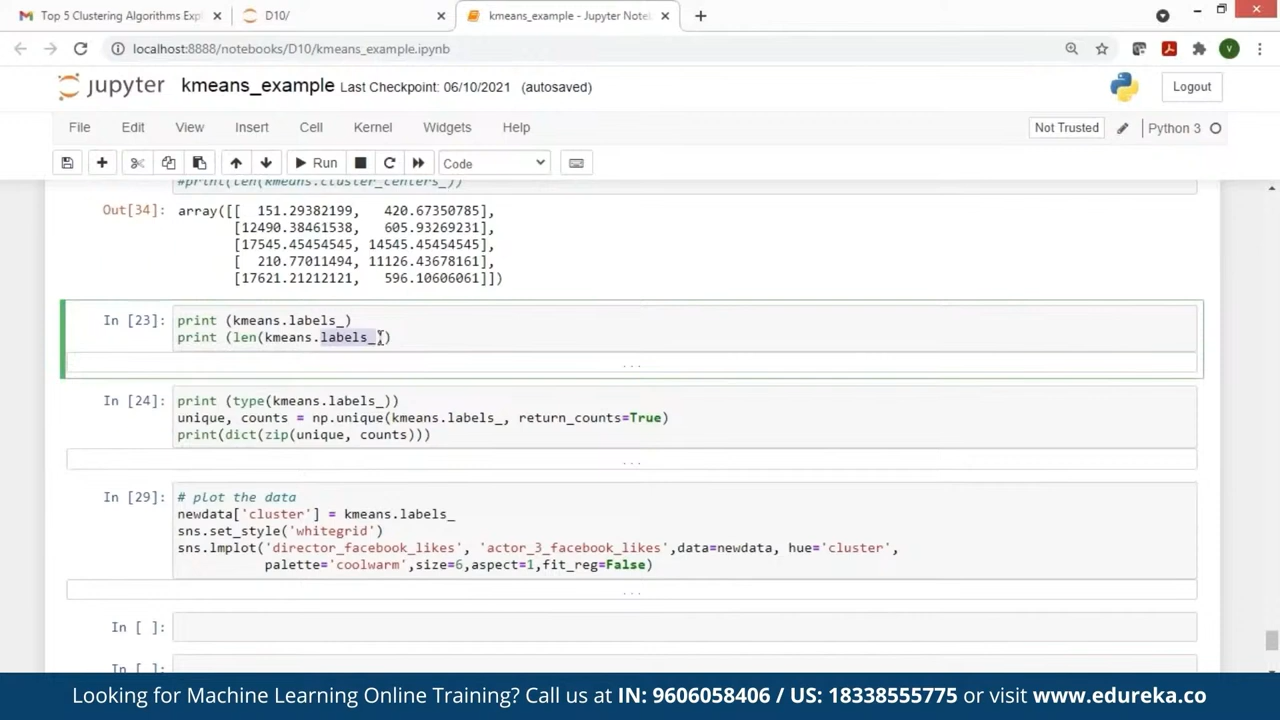 Top 5 Clustering Algorithms Expl
D10/
kmeans_example - Jupyter Note
localhost:8888/notebooks/D10/kmeans_example.ipynb
V
jupyter kmeans_example Last Checkpoint: 06/10/2021 (autosaved)
Logout
File Edit View Insert Cell Kernel Widgets Help
Not Trusted
Python 3
Run
Code
#print(len(kmeans.cluster_centers_))
Out[34]: array([[ 151.29382199, 420.67350785],
[12490.38461538, 605.93269231],
[17545.45454545, 14545.45454545],
[ 210.77011494, 11126.43678161],
[17621.21212121, 596.10606061]])
In [23]: print (kmeans.labels_)
print (len(kmeans.labels_))
...
In [24]: print (type(kmeans.labels_))
unique, counts = np.unique(kmeans.labels_, return_counts=True)
print(dict(zip(unique, counts)))
...
In [29]: # plot the data
newdata['cluster'] = kmeans.labels_
sns.set_style('whitegrid')
sns.lmplot('director_facebook_likes', 'actor_3_facebook_likes',data=newdata, hue='cluster',
palette='coolwarm',size=6,aspect=1,fit_reg=False)
...
In [ ]:
In [ ]:
Looking for Machine Learning Online Training? Call us at IN: 9606058406 / US: 18338555775 or visit www.edureka.co